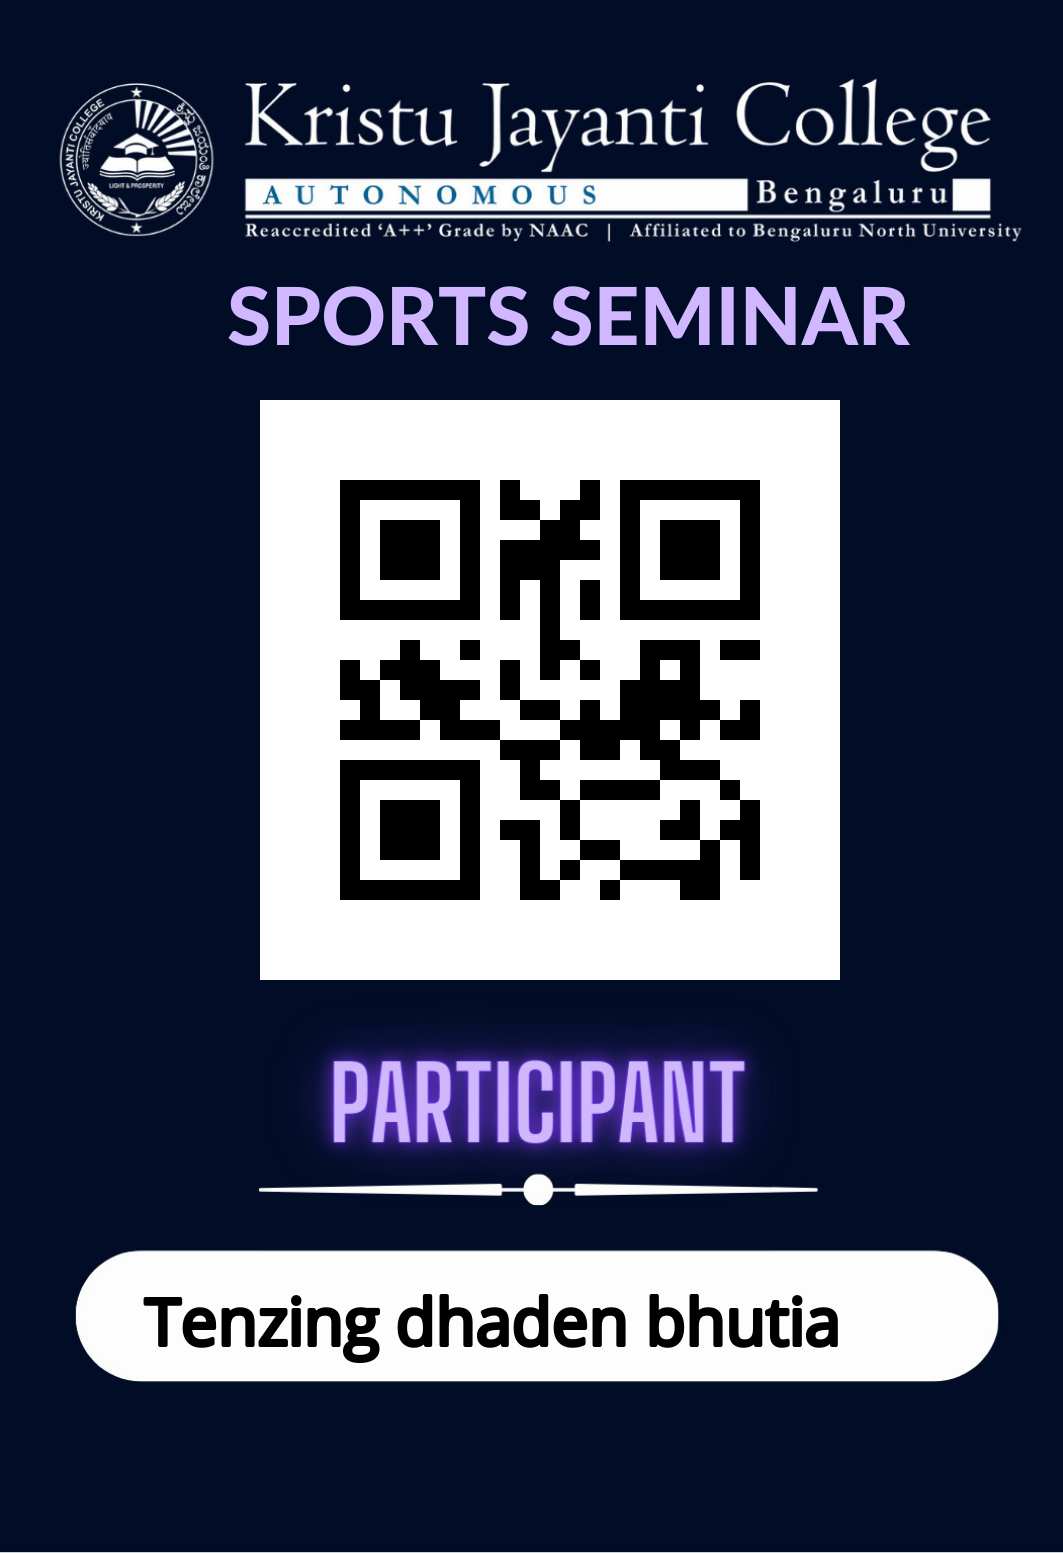 KRISTU JAYANTI COLLEGE
ಕ್ರಿಸ್ತು ಜಯಂತಿ ಕಾಲೇಜು
LIGHT & PROSPERITY
Kristu Jayanti College
AUTONOMOUS Bengaluru
Reaccredited ‘A++’ Grade by NAAC | Affiliated to Bengaluru North University
SPORTS SEMINAR
PARTICIPANT
Tenzing dhaden bhutia